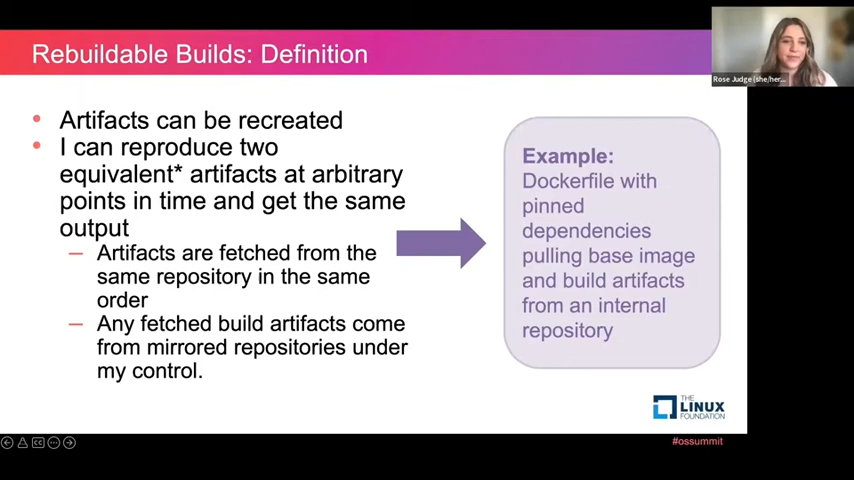 Rebuildable Builds: Definition
Rose Judge (she/her...
• Artifacts can be recreated
• I can reproduce two
equivalent* artifacts at arbitrary
points in time and get the same
output
– Artifacts are fetched from the
same repository in the same
order
– Any fetched build artifacts come
from mirrored repositories under
my control.
Example:
Dockerfile with
pinned
dependencies
pulling base image
and build artifacts
from an internal
repository
THE
LINUX
FOUNDATION
#ossummit
CC